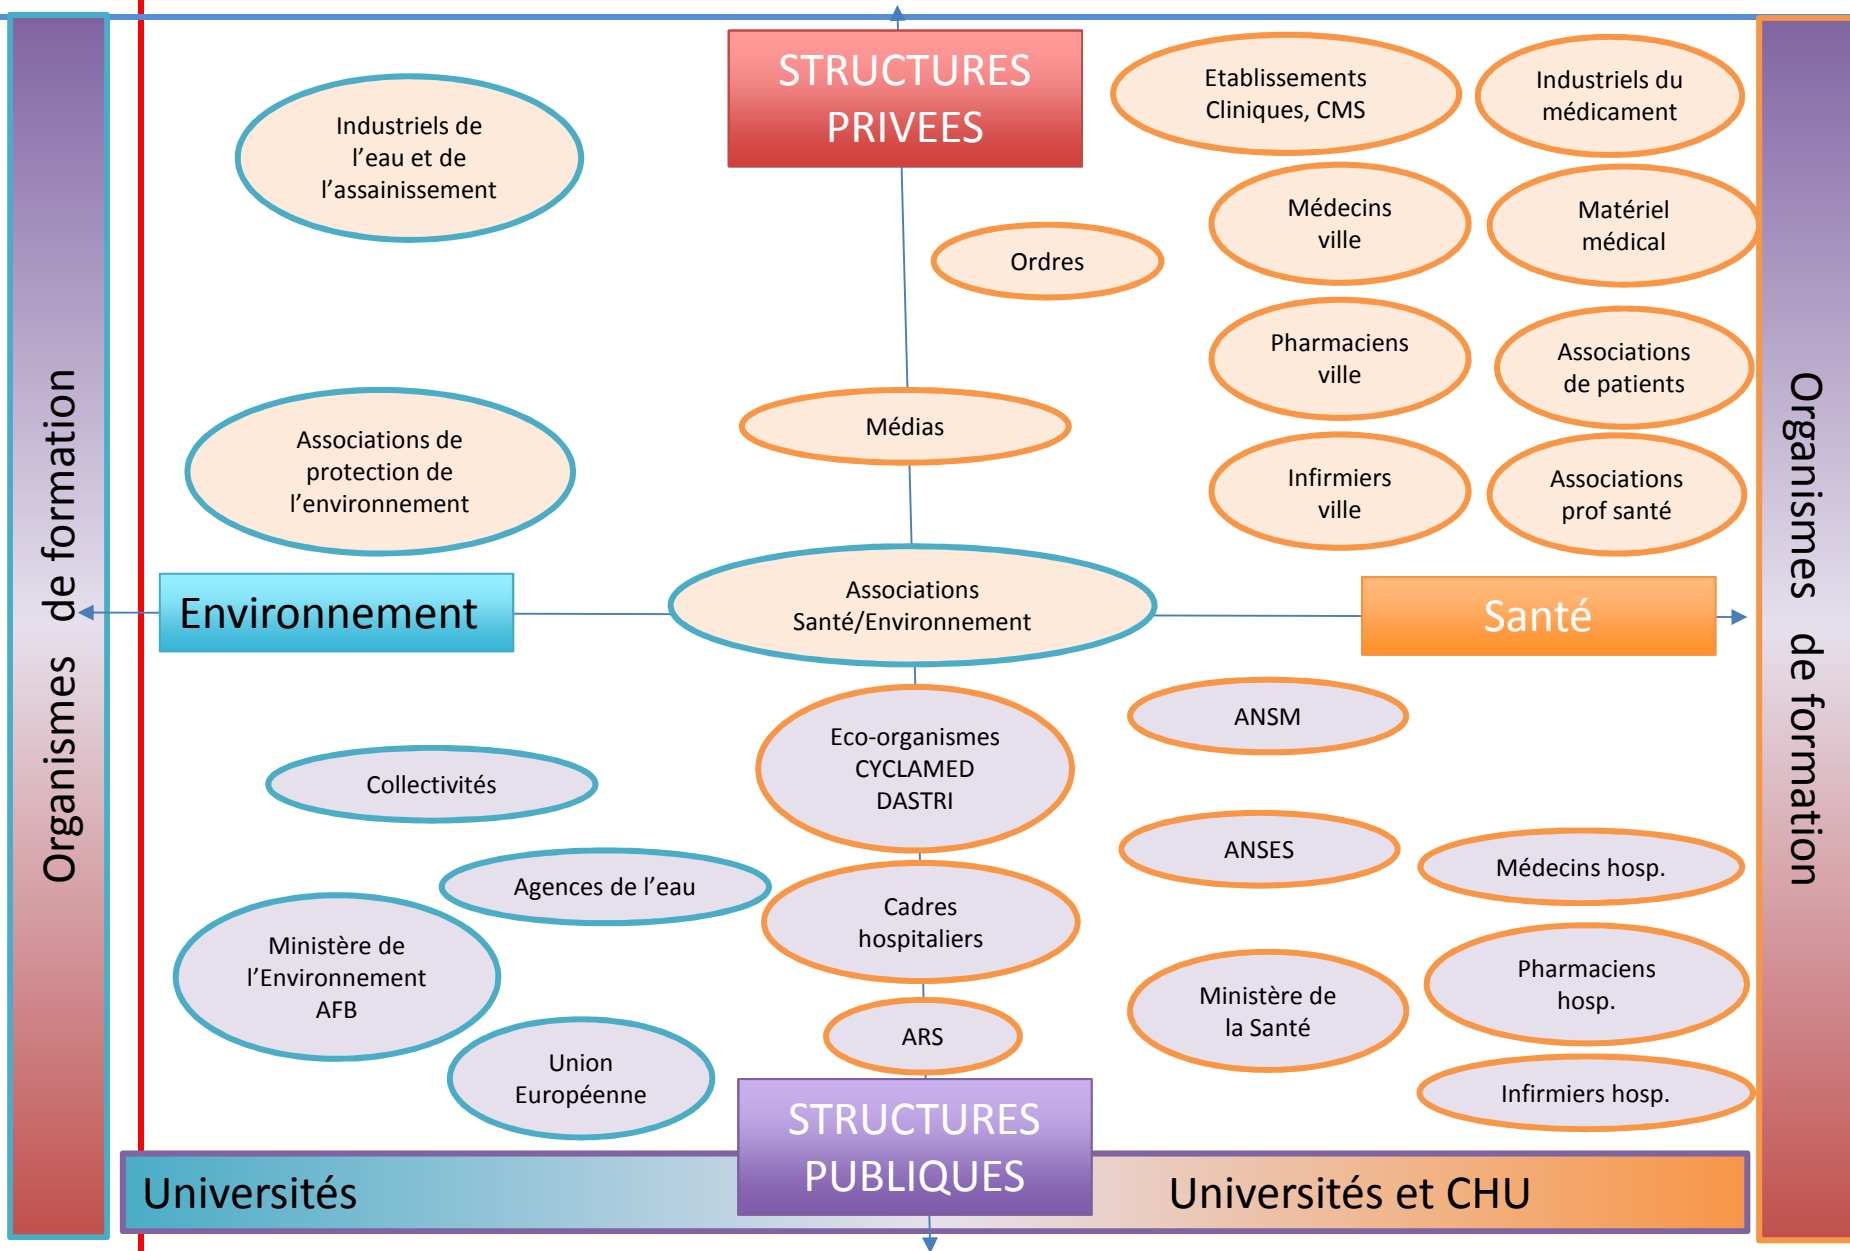 STRUCTURES
PRIVEES
Etablissements
Cliniques, CMS
Industriels du
médicament
Industriels de
l'eau et de
l'assainissement
Médecins
ville
Matériel
médical
Ordres
Pharmaciens
ville
Associations
de patients
Médias
Associations de
protection de
l'environnement
Infirmiers
ville
Associations
prof santé
Organismes de formation
Organismes de formation
Environnement
Associations
Santé/Environnement
Santé
Eco-organismes
CYCLAMED
DASTRI
ANSM
Collectivités
ANSES
Médecins hosp.
Agences de l'eau
Cadres
hospitaliers
Ministère de
l'Environnement
AFB
Pharmaciens
hosp.
Ministère de
la Santé
ARS
Union
Européenne
Infirmiers hosp.
STRUCTURES
PUBLIQUES
Universités
Universités et CHU